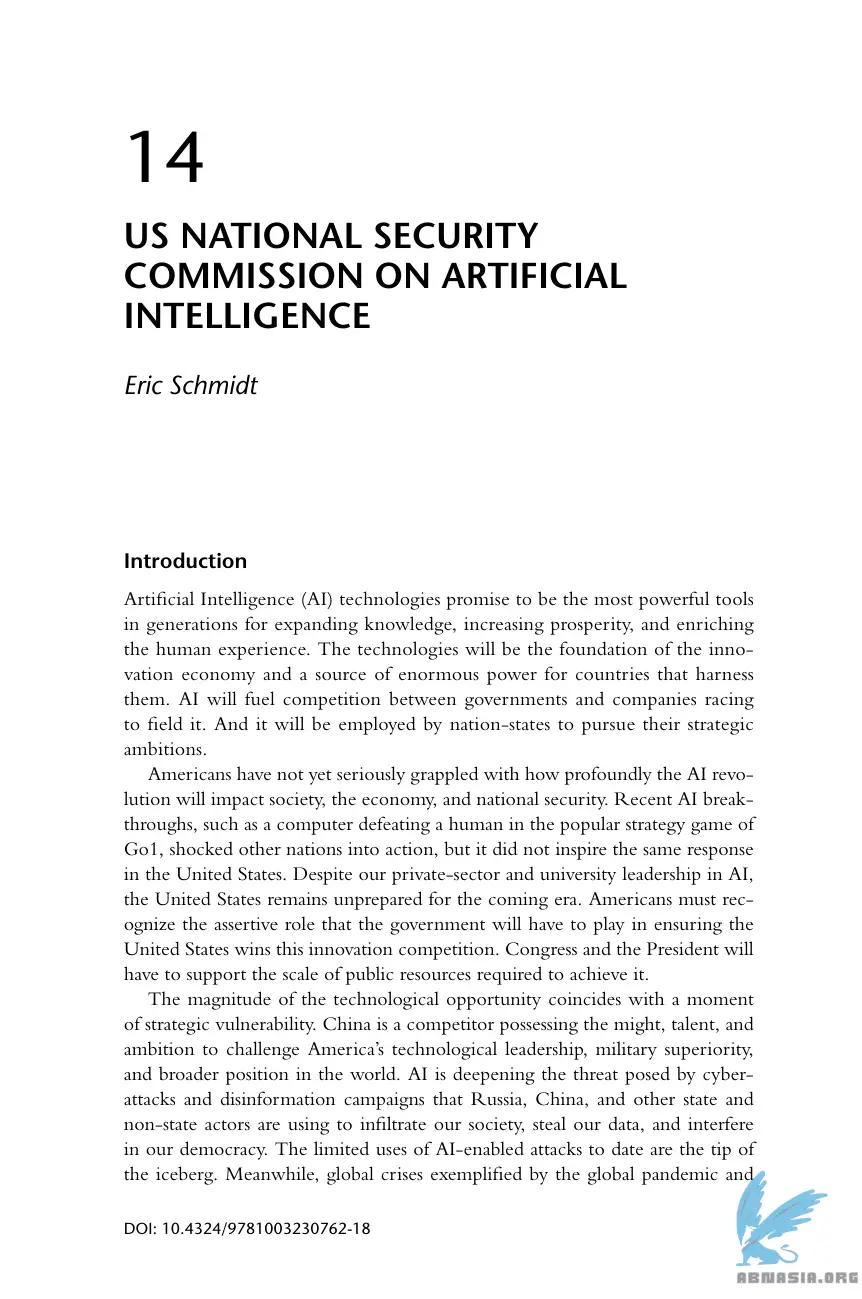 14
US NATIONAL SECURITY
COMMISSION ON ARTIFICIAL
INTELLIGENCE
Eric Schmidt
Introduction
Artificial Intelligence (AI) technologies promise to be the most powerful tools
in generations for expanding knowledge, increasing prosperity, and enriching
the human experience. The technologies will be the foundation of the inno-
vation economy and a source of enormous power for countries that harness
them. AI will fuel competition between governments and companies racing
to field it. And it will be employed by nation-states to pursue their strategic
ambitions.
Americans have not yet seriously grappled with how profoundly the AI revo-
lution will impact society, the economy, and national security. Recent AI break-
throughs, such as a computer defeating a human in the popular strategy game of
Go1, shocked other nations into action, but it did not inspire the same response
in the United States. Despite our private-sector and university leadership in AI,
the United States remains unprepared for the coming era. Americans must rec-
ognize the assertive role that the government will have to play in ensuring the
United States wins this innovation competition. Congress and the President will
have to support the scale of public resources required to achieve it.
The magnitude of the technological opportunity coincides with a moment
of strategic vulnerability. China is a competitor possessing the might, talent, and
ambition to challenge America’s technological leadership, military superiority,
and broader position in the world. AI is deepening the threat posed by cyber-
attacks and disinformation campaigns that Russia, China, and other state and
non-state actors are using to infiltrate our society, steal our data, and interfere
in our democracy. The limited uses of AI-enabled attacks to date are the tip of
the iceberg. Meanwhile, global crises exemplified by the global pandemic and
DOI: 10.4324/9781003230762-18
ABNASIA.ORG